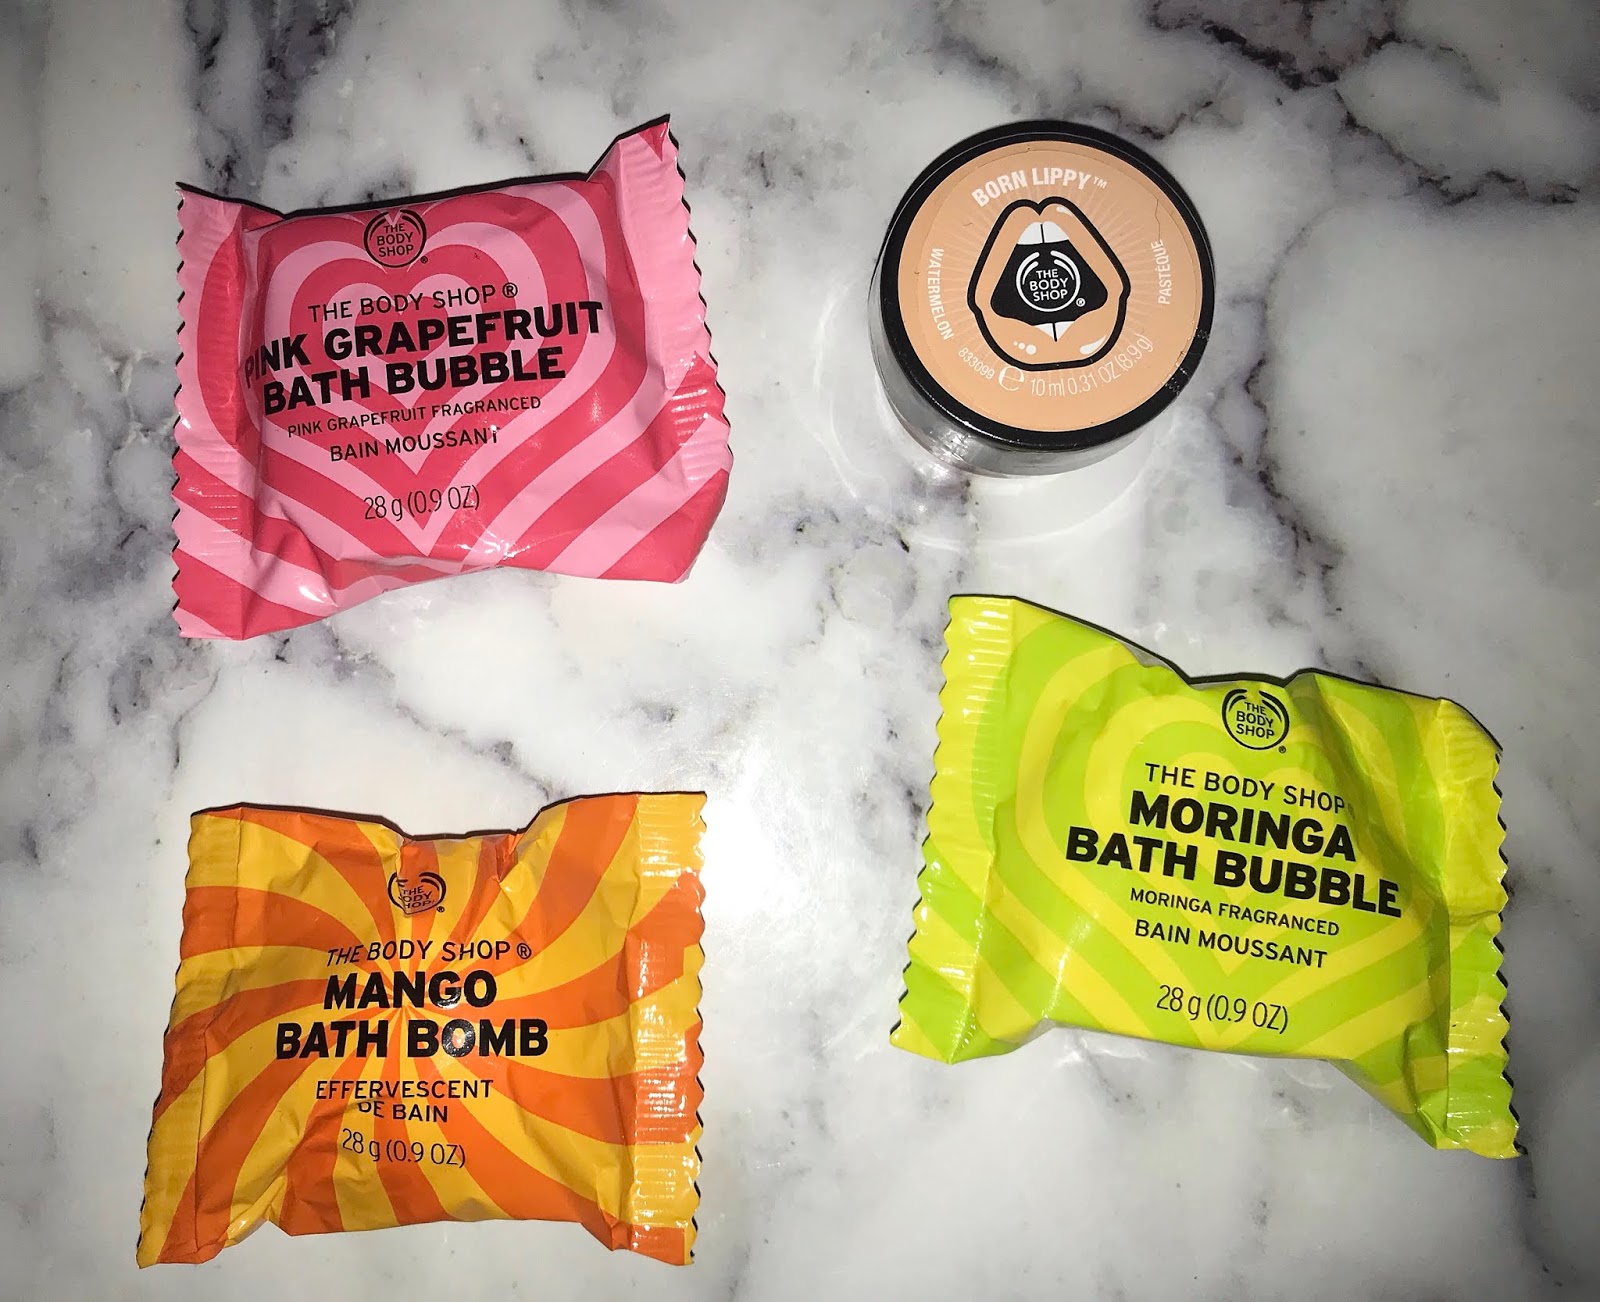 THE
BODY
SHOP
®
THE BODY SHOP ®
PINK GRAPEFRUIT
BATH BUBBLE
PINK GRAPEFRUIT FRAGRANCED
BAIN MOUSSANT
28 g (0.9 OZ)
BORN LIPPY™
WATERMELON
PASTÈQUE
THE
BODY
SHOP
®
833099 e 10 ml 0.31 OZ (8,9 g)
THE
BODY
SHOP
®
THE BODY SHOP ®
MANGO
BATH BOMB
EFFERVESCENT
DE BAIN
28 g (0.9 OZ)
THE
BODY
SHOP
®
THE BODY SHOP
MORINGA
BATH BUBBLE
MORINGA FRAGRANCED
BAIN MOUSSANT
28 g (0.9 OZ)